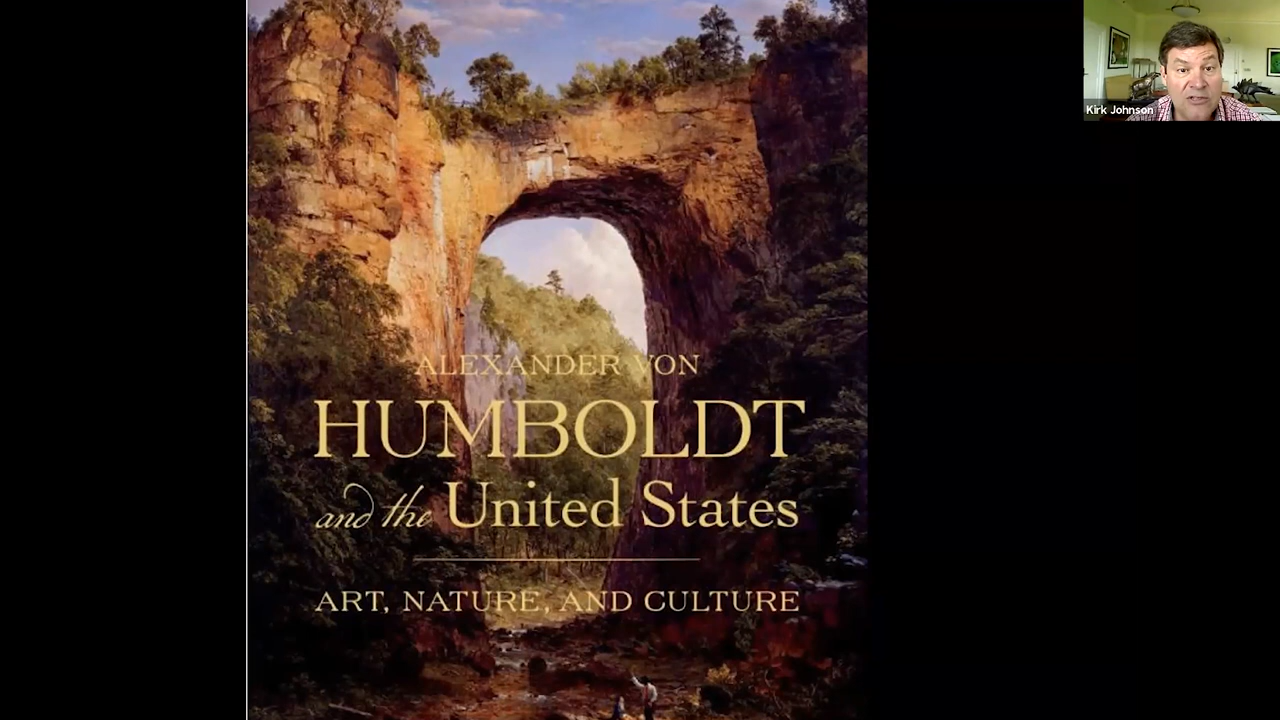 Kirk Johnson
ALEXANDER VON
HUMBOLDT
and the United States
ART, NATURE, AND CULTURE